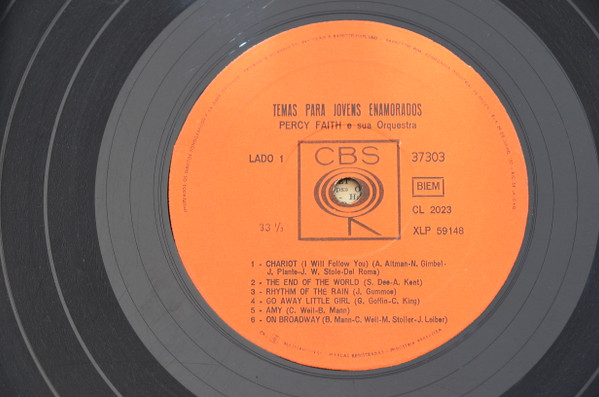 TEMAS PARA JOVENS ENAMORADOS
PERCY FAITH e sua Orquestra
LADO 1
CBS
37303
BIEM
CL 2023
33 1/3
XLP 59148
1 - CHARIOT (I Will Follow You) (A. Altman-N. Gimbel-
J. Plante-J. W. Stole-Del Roma)
2 - THE END OF THE WORLD (S. Dee-A. Kent)
3 - RHYTHM OF THE RAIN (J. Gummoe)
4 - GO AWAY LITTLE GIRL (G. Goffin-C. King)
5 - AMY (C. Weil-B. Mann)
6 - ON BROADWAY (B. Mann-C. Weil-M. Stoller-J. Leiber)